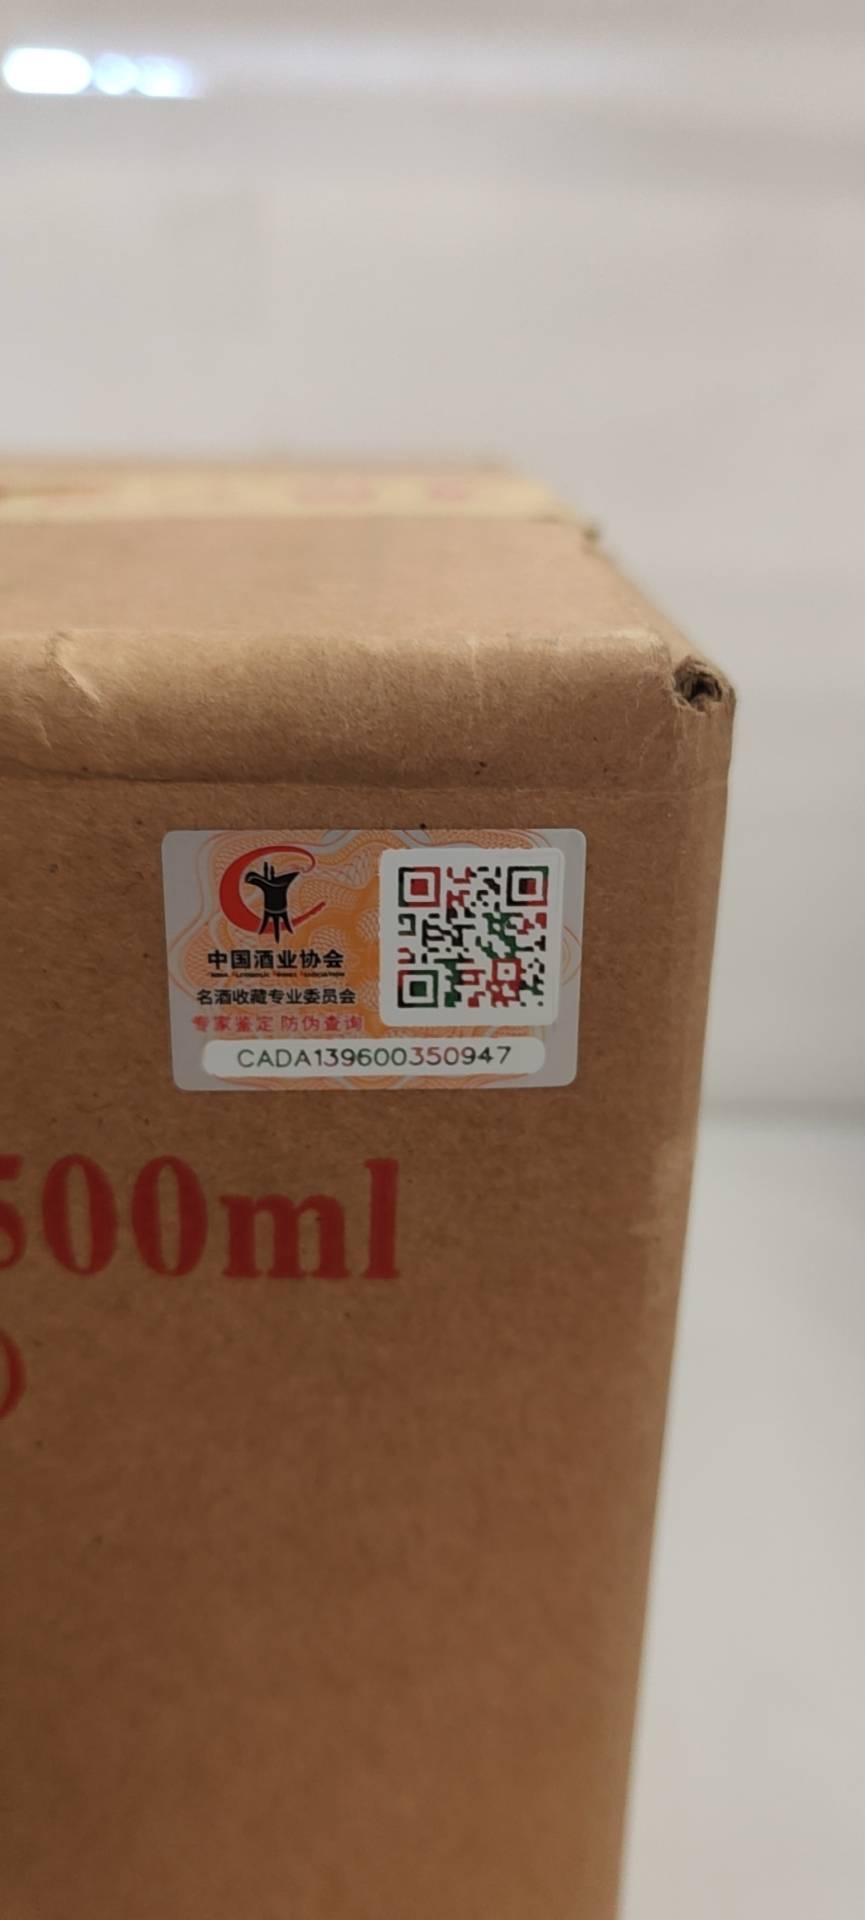 中国酒业协会
名酒收藏专业委员会
专家鉴定 防伪查询
CADA139600350947
500ml
)